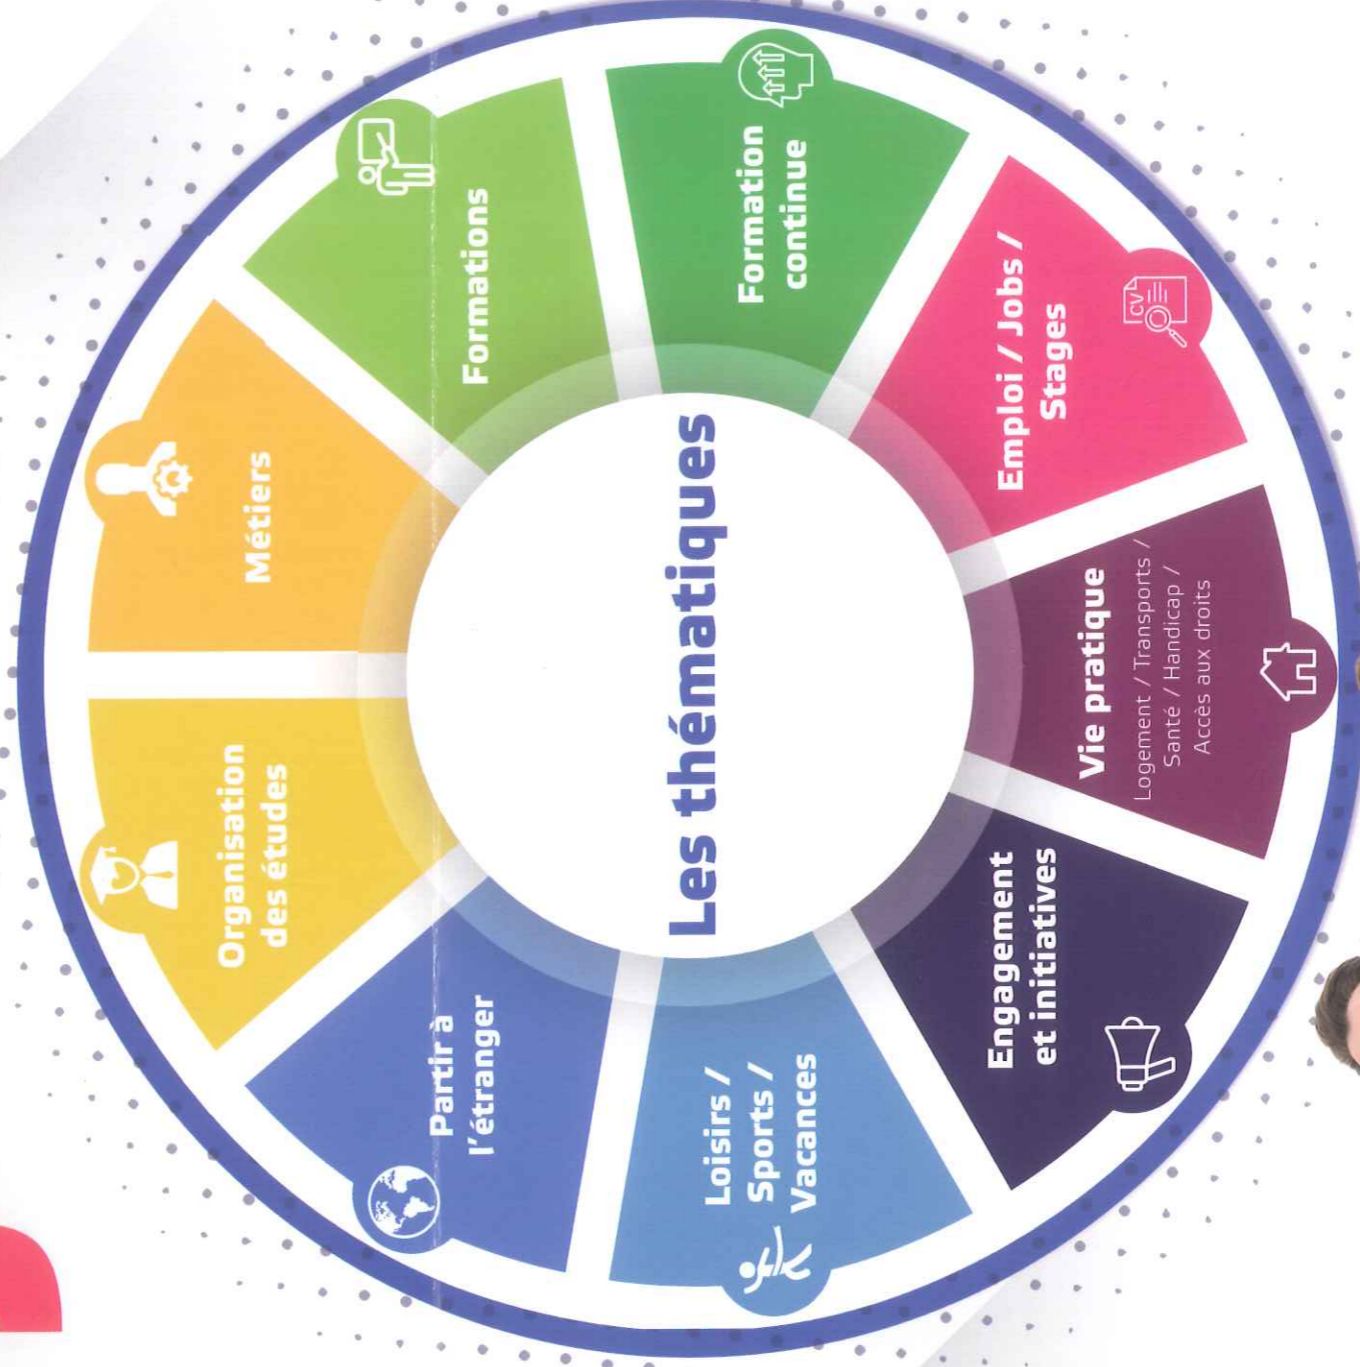 Les thématiques
Organisation
des études
Métiers
Formations
Formation
continue
Emploi / Jobs /
Stages
CV
Vie pratique
Logement / Transports /
Santé / Handicap /
Accès aux droits
Engagement
et initiatives
Loisirs /
Sports /
Vacances
Partir à
l'étranger